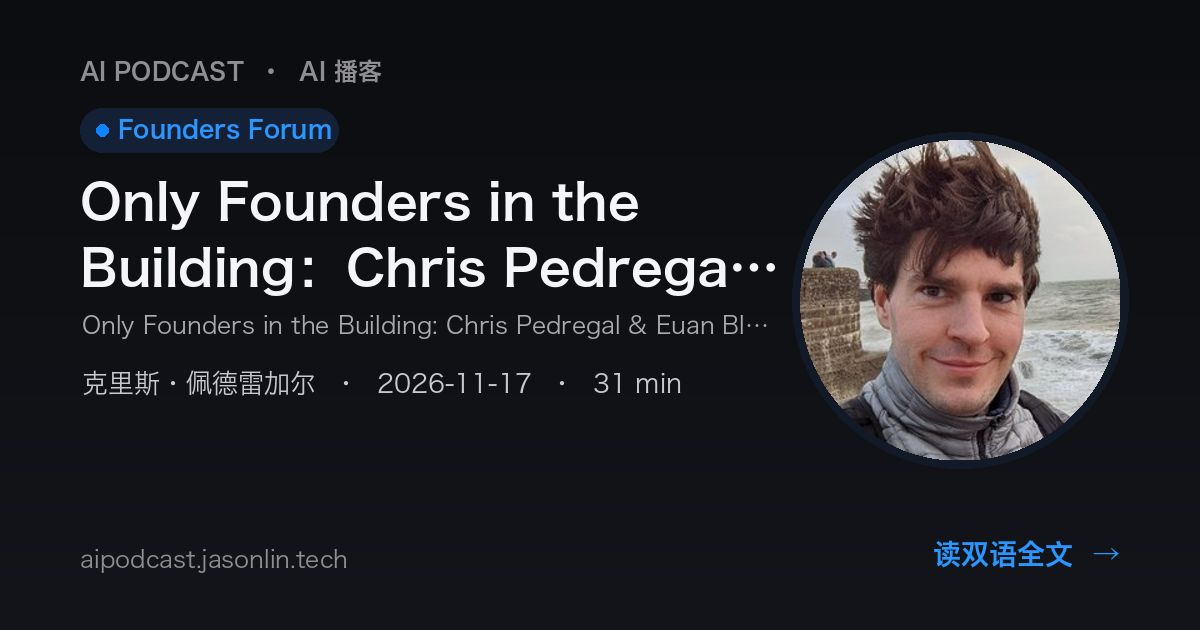 AI PODCAST · AI 播客
Founders Forum
Only Founders in the
Building：Chris Pedrega…
Only Founders in the Building: Chris Pedregal & Euan Bl…
克里斯・佩德雷加尔 · 2026-11-17 · 31 min
aipodcast.jasonlin.tech
读双语全文 →